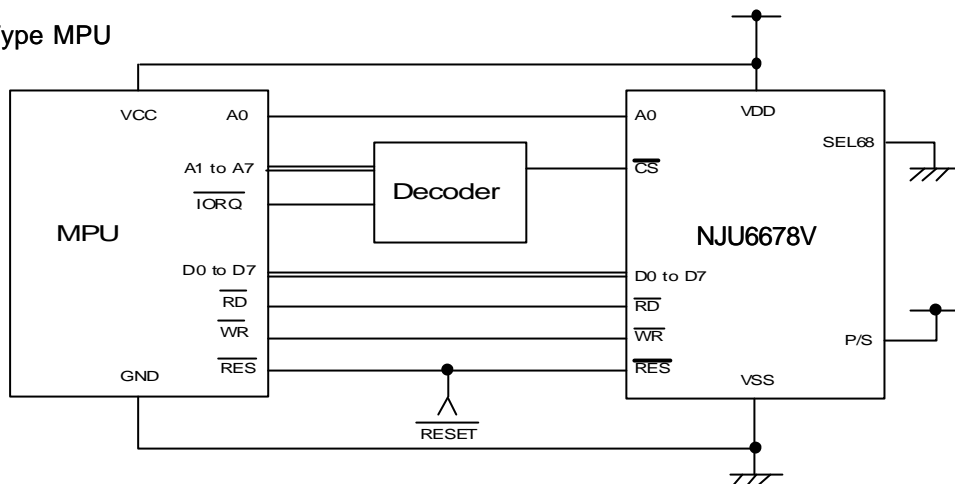 Type MPU
VCC
A0
A1 to A7
IORQ
MPU
D0 to D7
RD
WR
RES
GND
Decoder
RESET
A0
VDD
SEL68
CS
NJU6678V
D0 to D7
RD
WR
P/S
RES
VSS